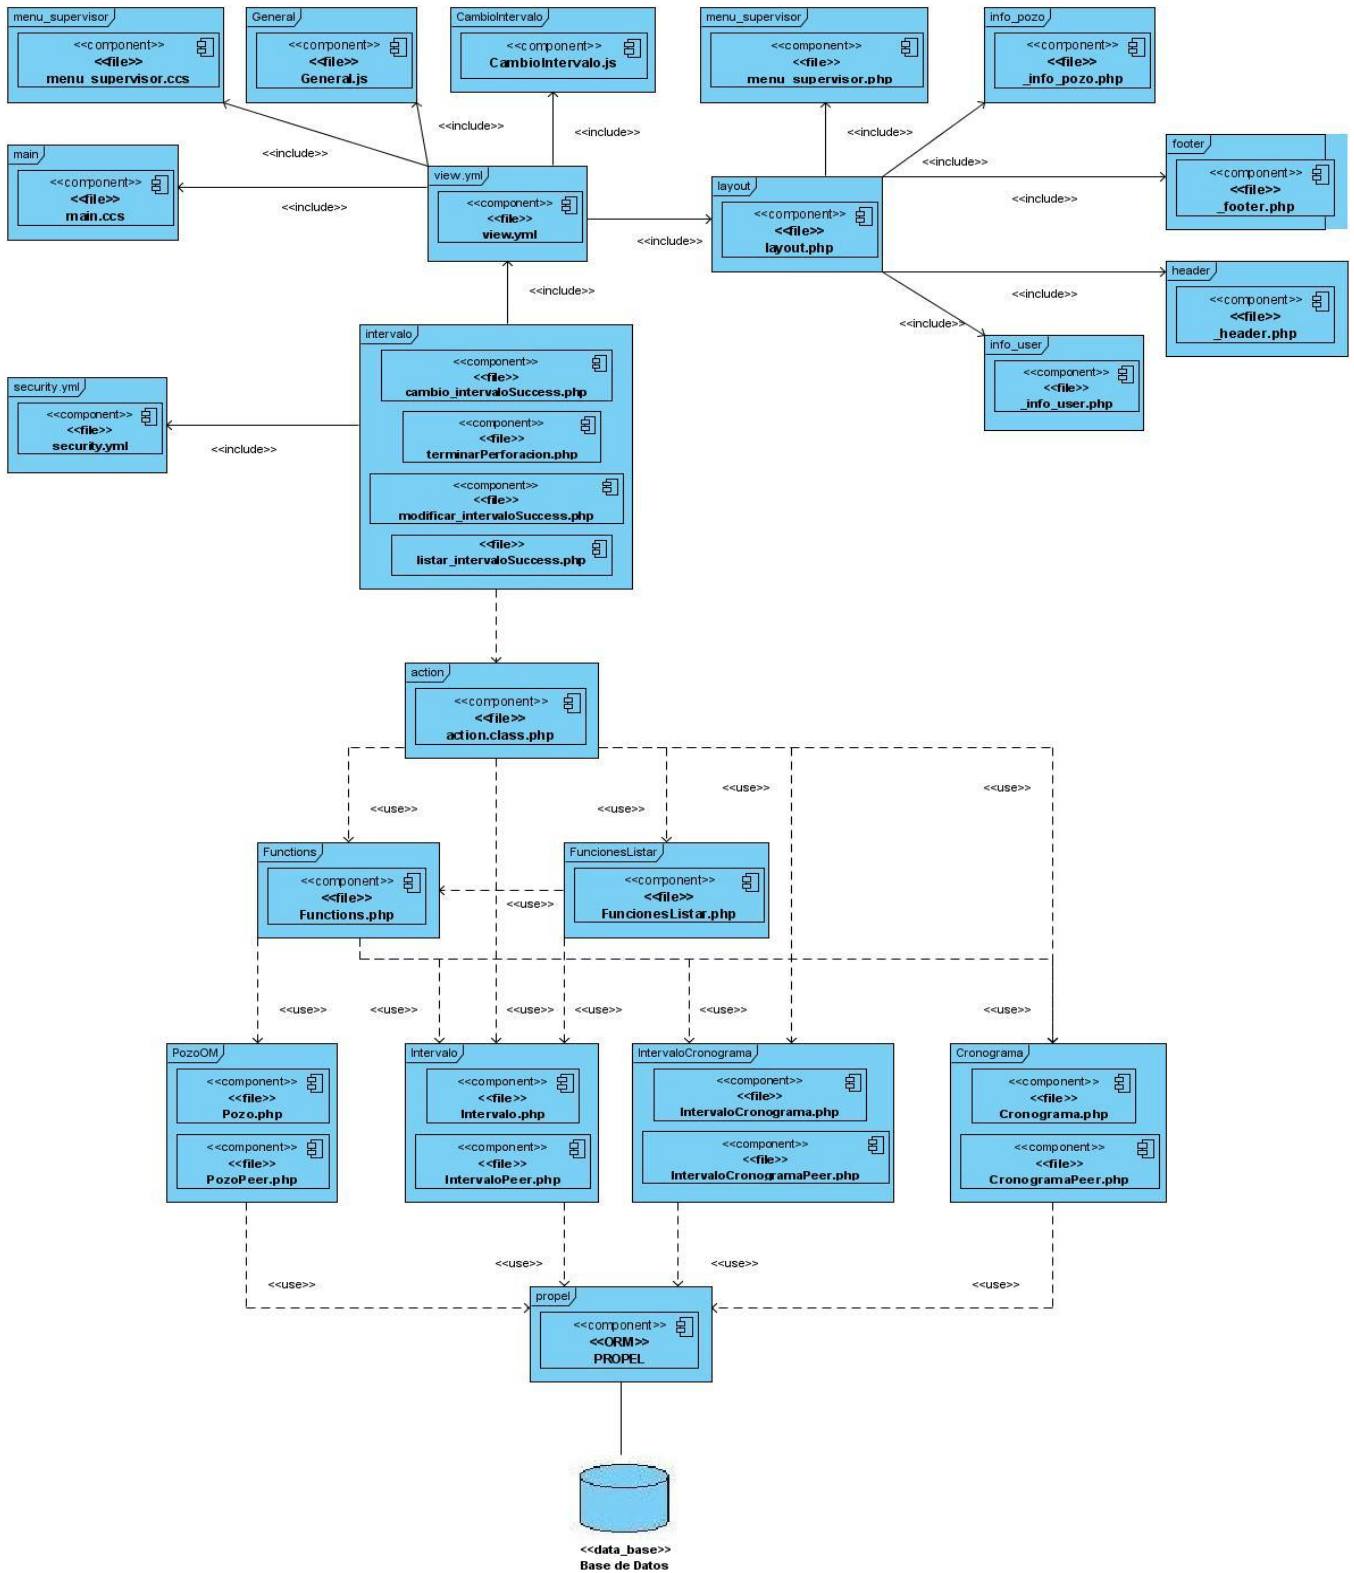 menu_supervisor
<<component>>
<<file>>
menu_supervisor.ccs
General
<<component>>
<<file>>
General.js
CambioIntervalo
<<component>>
CambioIntervalo.js
menu_supervisor
<<component>>
<<file>>
menu_supervisor.php
info_pozo
<<component>>
<<file>>
_info_pozo.php
<<include>>
<<include>>
<<include>>
<<include>>
<<include>>
main
<<component>>
<<file>>
main.ccs
<<include>>
view.yml
<<component>>
<<file>>
view.yml
<<include>>
layout
<<component>>
<<file>>
layout.php
<<include>>
footer
<<component>>
<<file>>
_footer.php
<<include>>
header
<<component>>
<<file>>
_header.php
<<include>>
info_user
<<component>>
<<file>>
_info_user.php
<<include>>
intervalo
<<component>>
<<file>>
cambio_intervaloSuccess.php
<<component>>
<<file>>
terminarPerforacion.php
<<component>>
<<file>>
modificar_intervaloSuccess.php
<<file>>
listar_intervaloSuccess.php
security.yml
<<component>>
<<file>>
security.yml
<<include>>
action
<<component>>
<<file>>
action.class.php
<<use>>
<<use>>
<<use>>
<<use>>
Functions
<<component>>
<<file>>
Functions.php
<<use>>
FuncionesListar
<<component>>
<<file>>
FuncionesListar.php
<<use>>
<<use>>
<<use>>
<<use>>
<<use>>
<<use>>
PozoOM
<<component>>
<<file>>
Pozo.php
<<component>>
<<file>>
PozoPeer.php
Intervalo
<<component>>
<<file>>
Intervalo.php
<<component>>
<<file>>
IntervaloPeer.php
IntervaloCronograma
<<component>>
<<file>>
IntervaloCronograma.php
<<component>>
<<file>>
IntervaloCronogramaPeer.php
Cronograma
<<component>>
<<file>>
Cronograma.php
<<component>>
<<file>>
CronogramaPeer.php
<<use>>
<<use>>
<<use>>
<<use>>
propel
<<component>>
<<ORM>>
PROPEL
<<data_base>>
Base de Datos